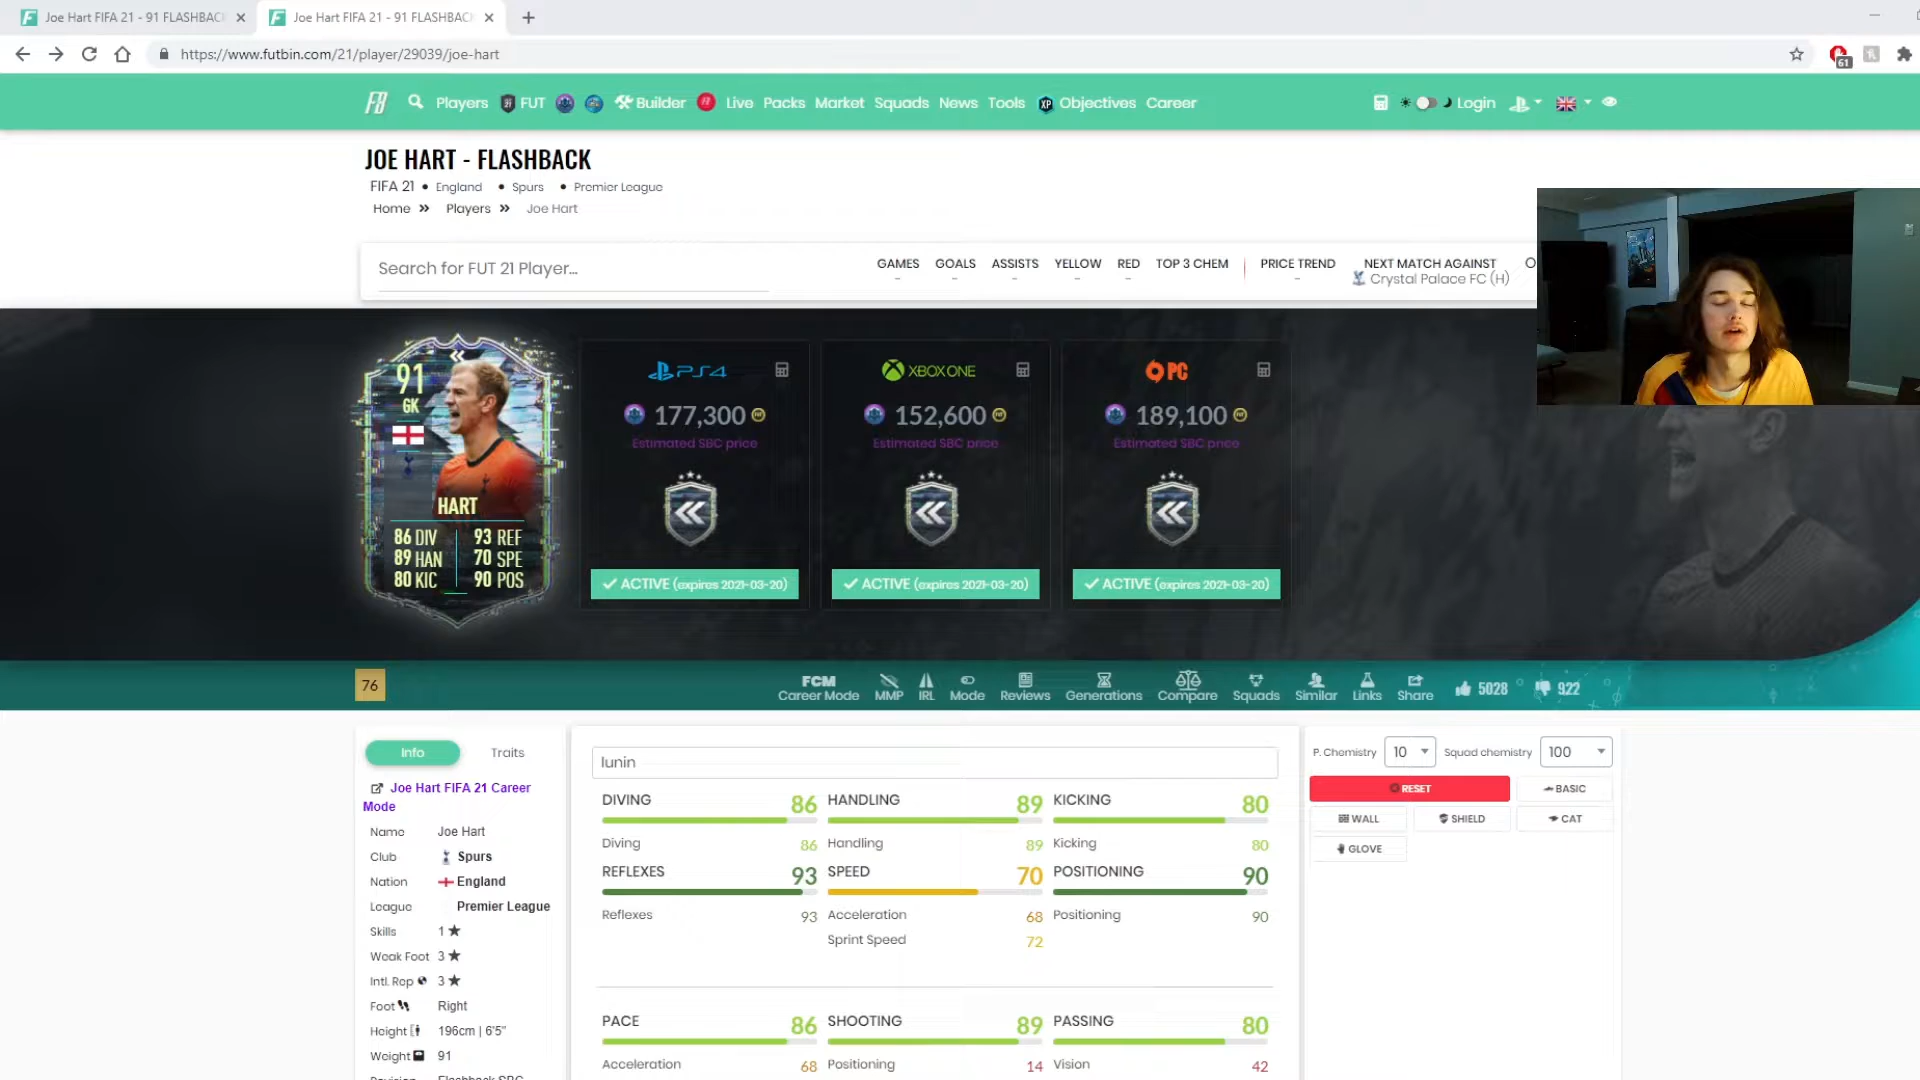 Joe Hart FIFA 21 - 91 FLASHBACK
Joe Hart FIFA 21 - 91 FLASHBACK
https://www.futbin.com/21/player/29039/joe-hart
61
Players FUT Builder Live Packs Market Squads News Tools XP Objectives Career Login
JOE HART - FLASHBACK
FIFA 21 • England • Spurs • Premier League
Home » Players » Joe Hart
Search for FUT 21 Player...
GAMES GOALS ASSISTS YELLOW RED TOP 3 CHEM PRICE TREND NEXT MATCH AGAINST
- - - - - - Crystal Palace FC (H)
91
GK
HART
86 DIV 93 REF
89 HAN 70 SPE
80 KIC 90 POS
PS4
177,300
Estimated SBC price
ACTIVE (expires 2021-03-20)
XBOX ONE
152,600
Estimated SBC price
ACTIVE (expires 2021-03-20)
PC
189,100
Estimated SBC price
ACTIVE (expires 2021-03-20)
76
FCM
Career Mode MMP IRL Mode Reviews Generations Compare Squads Similar Links Share 5028 922
Info Traits
Joe Hart FIFA 21 Career
Mode
Name Joe Hart
Club Spurs
Nation England
League Premier League
Skills 1
Weak Foot 3
Intl. Rep 3
Foot Right
Height 196cm | 6'5"
Weight 91
lunin
DIVING 86 HANDLING 89 KICKING 80
Diving 86 Handling 89 Kicking 80
REFLEXES 93 SPEED 70 POSITIONING 90
Reflexes 93 Acceleration 68 Positioning 90
Sprint Speed 72
PACE 86 SHOOTING 89 PASSING 80
Acceleration 68 Positioning 14 Vision 42
P. Chemistry 10 Squad chemistry 100
RESET BASIC
WALL SHIELD CAT
GLOVE